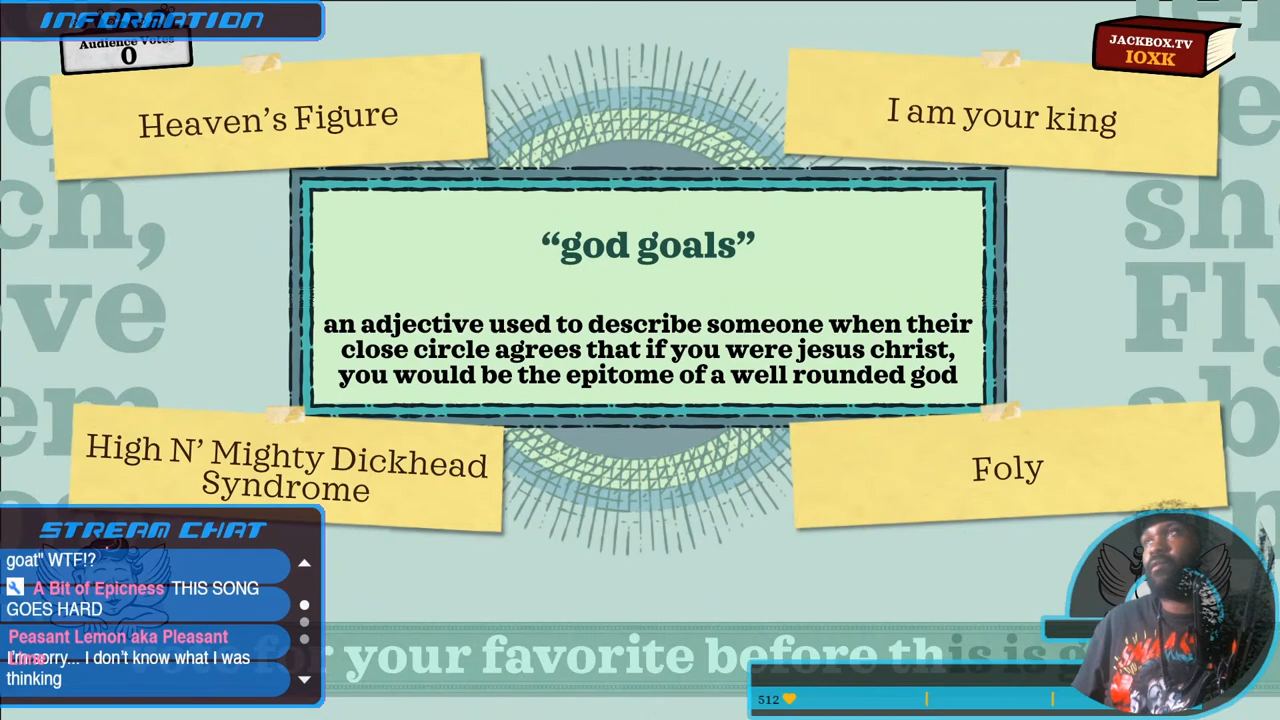 INFORMATION
Audience Votes
0
JACKBOX.TV
IOXK
Heaven's Figure
I am your king
"god goals"
an adjective used to describe someone when their
close circle agrees that if you were jesus christ,
you would be the epitome of a well rounded god
High N' Mighty Dickhead
Syndrome
Foly
STREAM CHAT
goat" WTF!?
A Bit of Epicness THIS SONG
GOES HARD
Peasant Lemon aka Pleasant
I'm sorry... I don't know what I was
thinking
your favorite before this is g
512